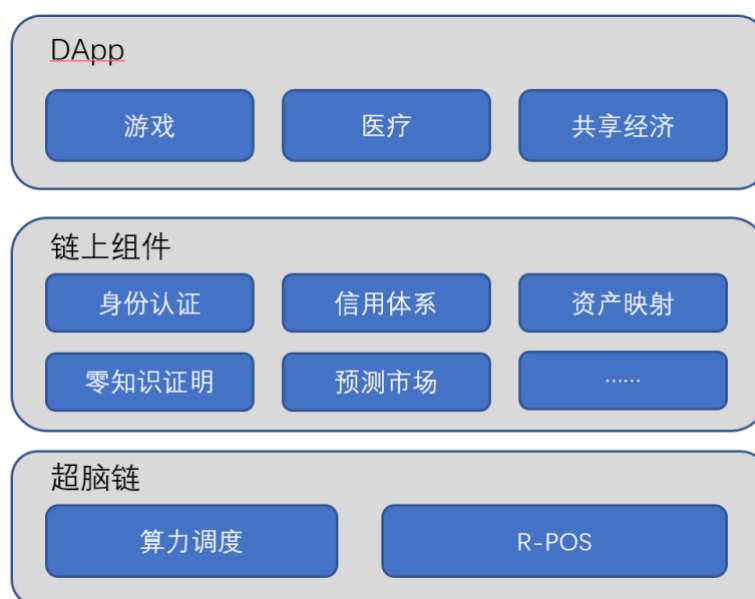 DApp
游戏 医疗 共享经济
链上组件
身份认证 信用体系 资产映射
零知识证明 预测市场 ……
超脑链
算力调度 R-POS